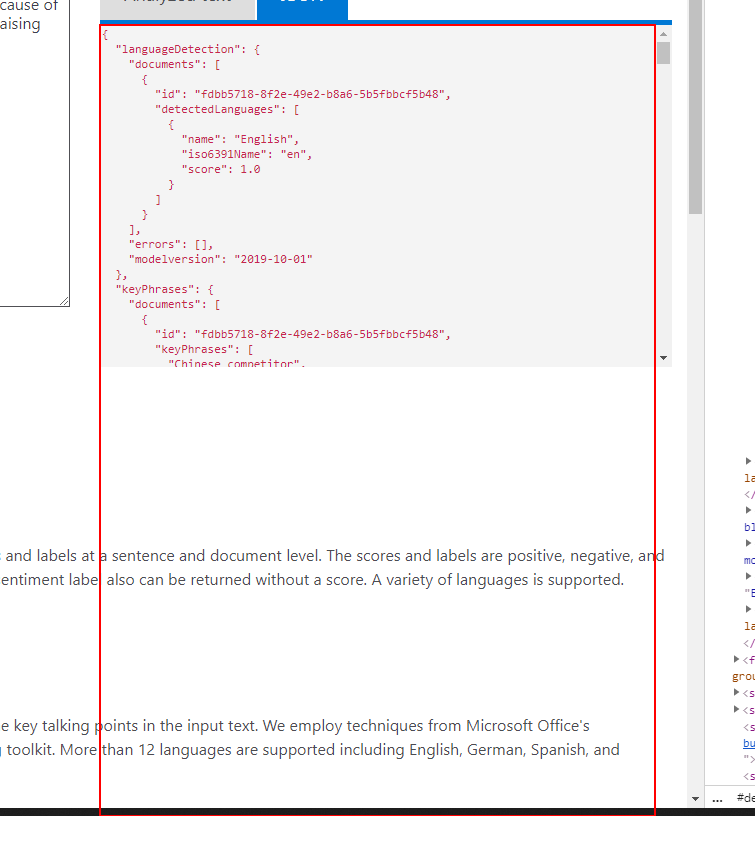 cause of
aising
Analyzed text
JSON
{
"languageDetection": {
"documents": [
{
"id": "fdbb5718-8f2e-49e2-b8a6-5b5fbbcf5b48",
"detectedLanguages": [
{
"name": "English",
"iso6391Name": "en",
"score": 1.0
}
]
}
],
"errors": [],
"modelversion": "2019-10-01"
},
"keyPhrases": {
"documents": [
{
"id": "fdbb5718-8f2e-49e2-b8a6-5b5fbbcf5b48",
"keyPhrases": [
"Chinese competitor",
s and labels at a sentence and document level. The scores and labels are positive, negative, and
entiment label also can be returned without a score. A variety of languages is supported.
e key talking points in the input text. We employ techniques from Microsoft Office's
g toolkit. More than 12 languages are supported including English, German, Spanish, and
la
</
bl
mo
"E
la
</
<f
grou
<s
<s
<s
bu
">
<s
... #de